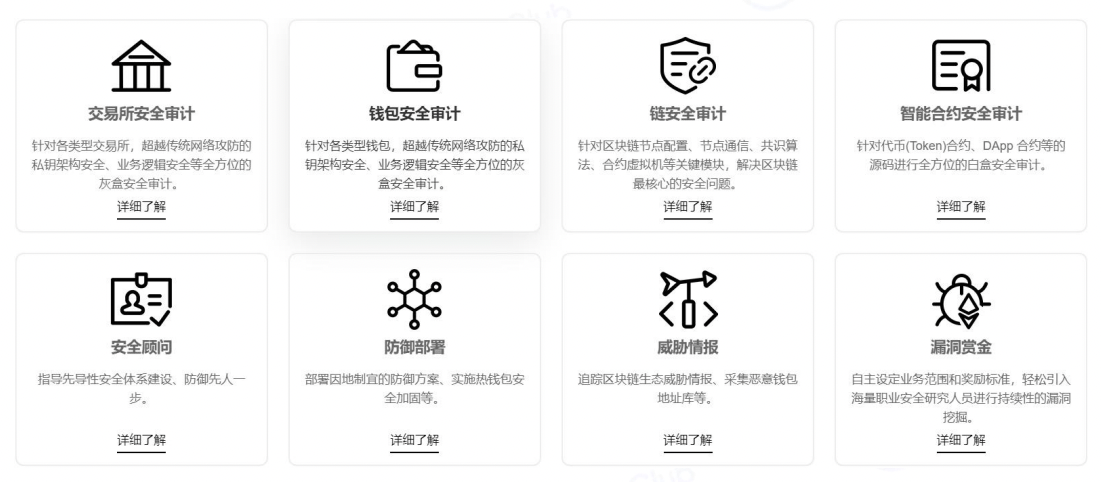 交易所安全审计
针对各类型交易所，超越传统网络攻防的
私钥架构安全、业务逻辑安全等全方位的
灰盒安全审计。
详细了解
钱包安全审计
针对各类型钱包，超越传统网络攻防的私
钥架构安全、业务逻辑安全等全方位的灰
盒安全审计。
详细了解
链安全审计
针对区块链节点配置、节点通信、共识算
法、合约虚拟机等关键模块，解决区块链
最核心的安全问题。
详细了解
智能合约安全审计
针对代币(Token)合约、DApp 合约等的
源码进行全方位的白盒安全审计。
详细了解
安全顾问
指导先导性安全体系建设、防御先人一
步。
详细了解
防御部署
部署因地制宜的防御方案、实施热钱包安
全加固等。
详细了解
威胁情报
追踪区块链生态威胁情报、采集恶意钱包
地址库等。
详细了解
漏洞赏金
自主设定业务范围和奖励标准，轻松引入
海量职业安全研究人员进行持续性的漏洞
挖掘。
详细了解